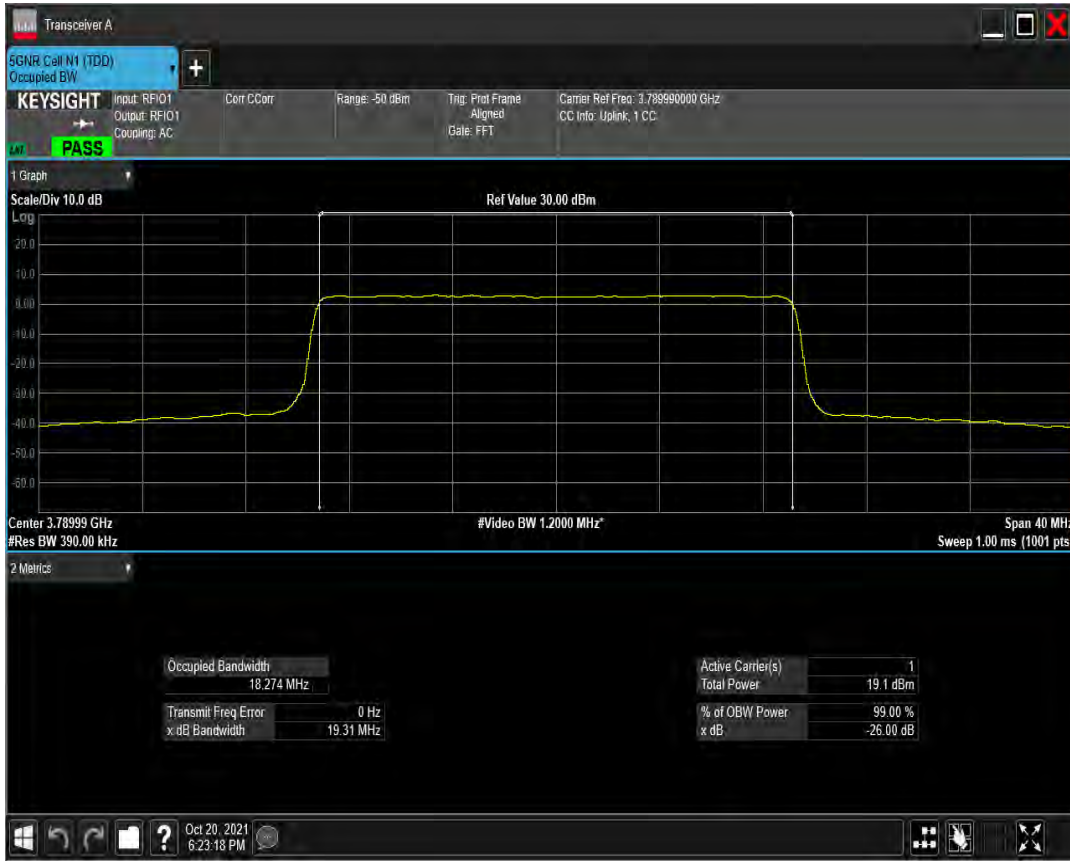 Transceiver A
5GNR Cell N1 (TDD)
Occupied BW
+
KEYSIGHT
Input: RFIO1
Output: RFIO1
Coupling: AC
Corr CCorr
Range: -50 dBm
Trig: Prot Frame
Aligned
Gate: FFT
Carrier Ref Freq: 3.789990000 GHz
CC Info: Uplink, 1 CC
PASS
1 Graph
Scale/Div 10.0 dB
Ref Value 30.00 dBm
Log
20.0
10.0
0.00
-10.0
-20.0
-30.0
-40.0
-50.0
-60.0
Center 3.78999 GHz
#Video BW 1.2000 MHz*
Span 40 MHz
#Res BW 390.00 kHz
Sweep 1.00 ms (1001 pts
2 Metrics
Occupied Bandwidth
18.274 MHz
Transmit Freq Error 0 Hz
x dB Bandwidth 19.31 MHz
Active Carrier(s) 1
Total Power 19.1 dBm
% of OBW Power 99.00 %
x dB -26.00 dB
?
Oct 20, 2021
6:23:18 PM